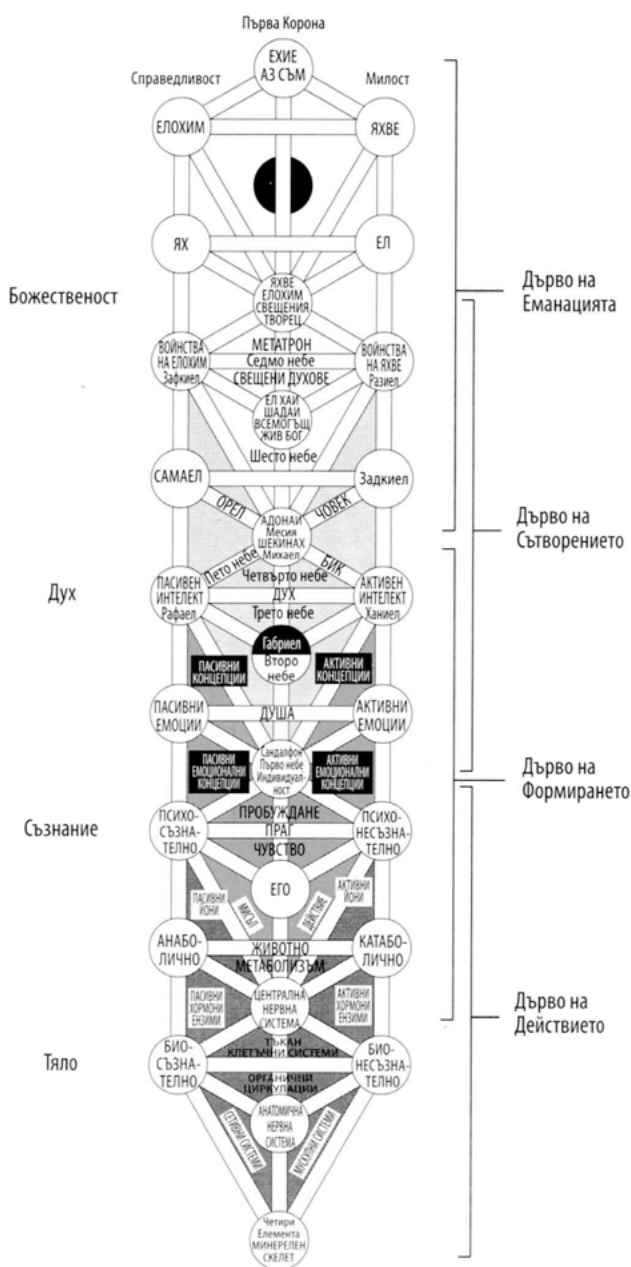 Първа Корона
ЕХИЕ
АЗ СЪМ
Справедливост
Милост
ЕЛОХИМ
ЯХВЕ
ЯХ
ЕЛ
Божественост
ЯХВЕ
ЕЛОХИМ
СВЕЩЕНИЯ
ТВОРЕЦ
Дърво на
Еманацията
ВОЙНСТВА
НА ЕЛОХИМ
Зафкиел
МЕТАТРОН
Седмо небе
СВЕЩЕНИ ДУХОВЕ
ВОЙНСТВА
НА ЯХВЕ
Разиел
ЕЛ ХАЙ
ШАДАИ
ВСЕМОГЪЩ
ЖИВ БОГ
Шесто небе
САМАЕЛ
Задкиел
ОРЕЛ
ЧОВЕК
АДОНАИ
Месия
ШЕКИНАХ
Михаел
Дърво на
Сътворението
Пето небе
БИК
Четвърто небе
Дух
ПАСИВЕН
ИНТЕЛЕКТ
Рафаел
ДУХ
АКТИВЕН
ИНТЕЛЕКТ
Ханиел
Трето небе
Габриел
Второ
небе
ПАСИВНИ
КОНЦЕПЦИИ
АКТИВНИ
КОНЦЕПЦИИ
ПАСИВНИ
ЕМОЦИИ
ДУША
АКТИВНИ
ЕМОЦИИ
ПАСИВНИ
ЕМОЦИОНАЛНИ
КОНЦЕПЦИИ
Сандалфон
Първо небе
Индивидуал-
ност
АКТИВНИ
ЕМОЦИОНАЛНИ
КОНЦЕПЦИИ
Дърво на
Формирането
Съзнание
ПСИХО-
СЪЗНА-
ТЕЛНО
ПРОБУЖДАНЕ
ПРАГ
ЧУВСТВО
ПСИХО-
НЕСЪЗНА-
ТЕЛНО
ЕГО
ПАСИВНИ
ЙОНИ
МИСЪЛ
ДЕЙСТВИЕ
АКТИВНИ
ЙОНИ
АНАБО-
ЛИЧНО
ЖИВОТНО
МЕТАБОЛИЗЪМ
КАТАБО-
ЛИЧНО
ПАСИВНИ
ХОРМОНИ
ЕНЗИМИ
ЦЕНТРАЛНА
НЕРВНА
СИСТЕМА
АКТИВНИ
ХОРМОНИ
ЕНЗИМИ
Дърво на
Действието
Тяло
БИО-
СЪЗНА-
ТЕЛНО
ТЪКАН
КЛЕТЪЧНИ СИСТЕМИ
БИО-
НЕСЪЗНА-
ТЕЛНО
ОРГАНИЧНИ
ЦИРКУЛАЦИИ
СЕТИВНИ СИСТЕМИ
АНАТОМИЧНА
НЕРВНА
СИСТЕМА
МУСКУЛНИ СИСТЕМИ
Четири
Елемента
МИНЕРЕЛЕН
СКЕЛЕТ